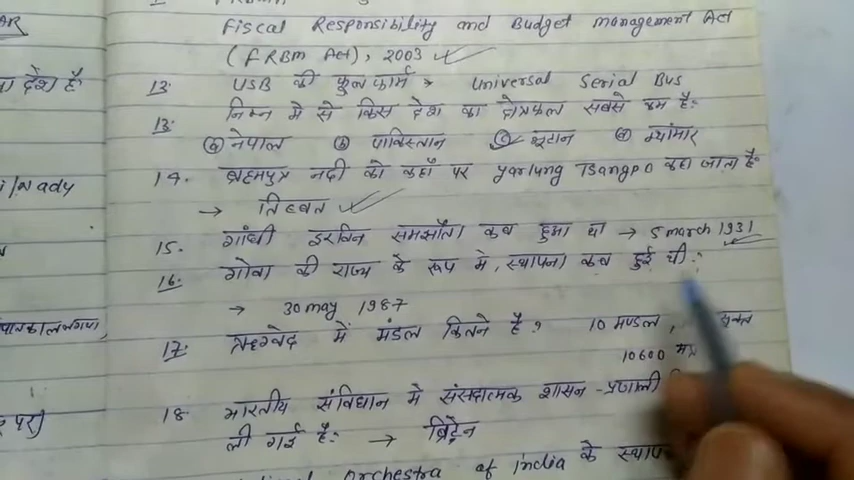 Fiscal Responsibility and Budget management Act
(FRBM Act), 2003
13. USB की फुल फार्म → Universal Serial Bus
13. निम्न मे से किस देश का क्षेत्रफल सबसे कम है:
(a) नेपाल (b) पाकिस्तान (c) भूटान (d) म्यांमार
14. ब्रह्मपुत्र नदी को कहाँ पर Yarlung Tsangpo कहा जाता है
→ तिब्बत
15. गांधी इरविन समझौता कब हुआ था → 5 march 1931
16. गोवा की राज्य के रूप मे, स्थापना कब हुई थी:
→ 30 may 1987
17. ऋग्वेद में मंडल कितने है? 10 मण्डल,
10600
18. भारतीय संविधान मे संसदात्मक शासन - प्रणाली
ली गई है: → ब्रिटेन
orchestra of india के
देश है
पर)